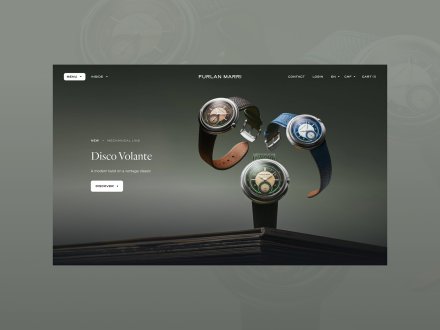 MENU
INSIDE
FURLAN MARRI
CONTACT
LOGIN
EN
CHF
CART (0)
NEW — MECHANICAL LINE
Disco Volante
A modern twist on a vintage classic
DISCOVER